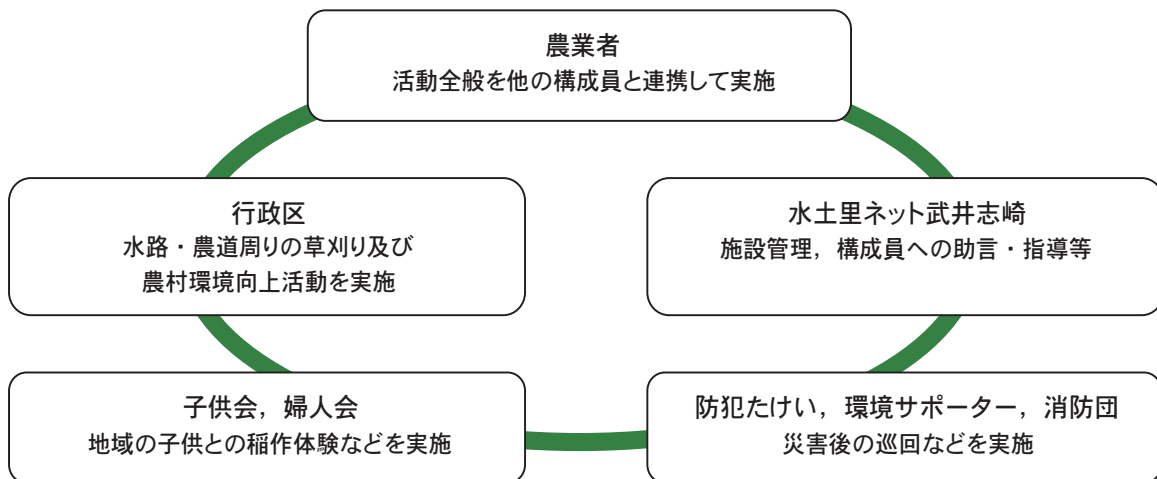 農業者
活動全般を他の構成員と連携して実施
行政区
水路・農道周りの草刈り及び
農村環境向上活動を実施
水土里ネット武井志崎
施設管理，構成員への助言・指導等
子供会，婦人会
地域の子供との稲作体験などを実施
防犯たけい，環境サポーター，消防団
災害後の巡回などを実施